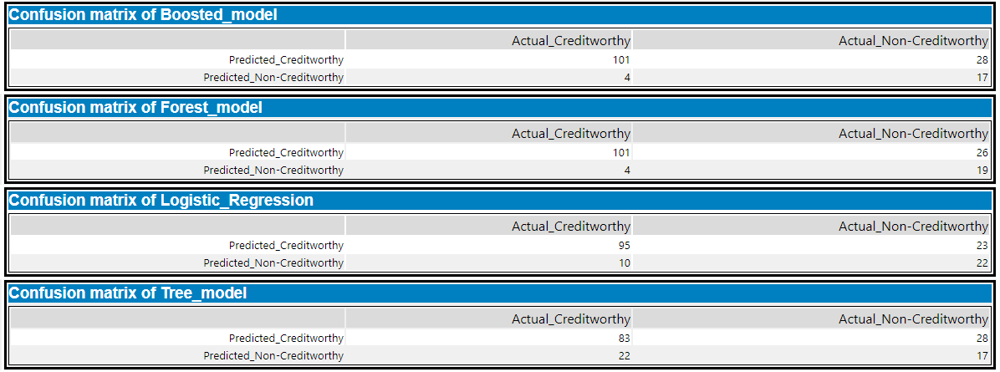 Confusion matrix of Boosted_model
Actual_Creditworthy Actual_Non-Creditworthy
Predicted_Creditworthy 101 28
Predicted_Non-Creditworthy 4 17
Confusion matrix of Forest_model
Actual_Creditworthy Actual_Non-Creditworthy
Predicted_Creditworthy 101 26
Predicted_Non-Creditworthy 4 19
Confusion matrix of Logistic_Regression
Actual_Creditworthy Actual_Non-Creditworthy
Predicted_Creditworthy 95 23
Predicted_Non-Creditworthy 10 22
Confusion matrix of Tree_model
Actual_Creditworthy Actual_Non-Creditworthy
Predicted_Creditworthy 83 28
Predicted_Non-Creditworthy 22 17